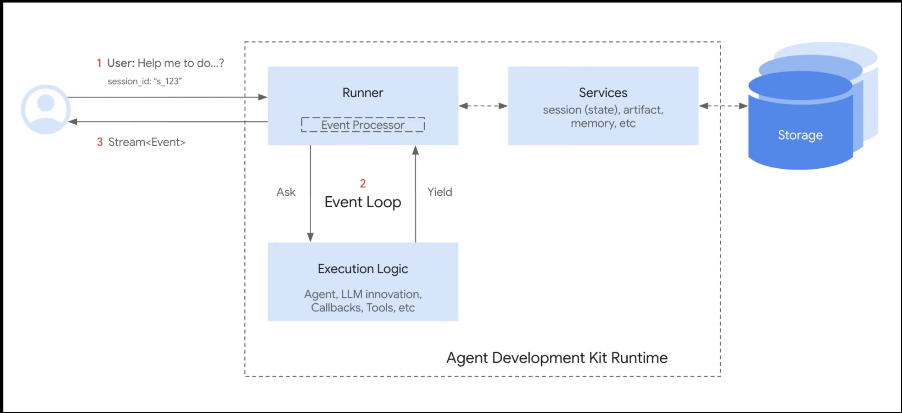 1 User: Help me to do...?
session_id: "s_123"
3 Stream<Event>
Runner
Event Processor
Services
session (state), artifact,
memory, etc
Storage
Ask
2
Event Loop
Yield
Execution Logic
Agent, LLM innovation,
Callbacks, Tools, etc
Agent Development Kit Runtime